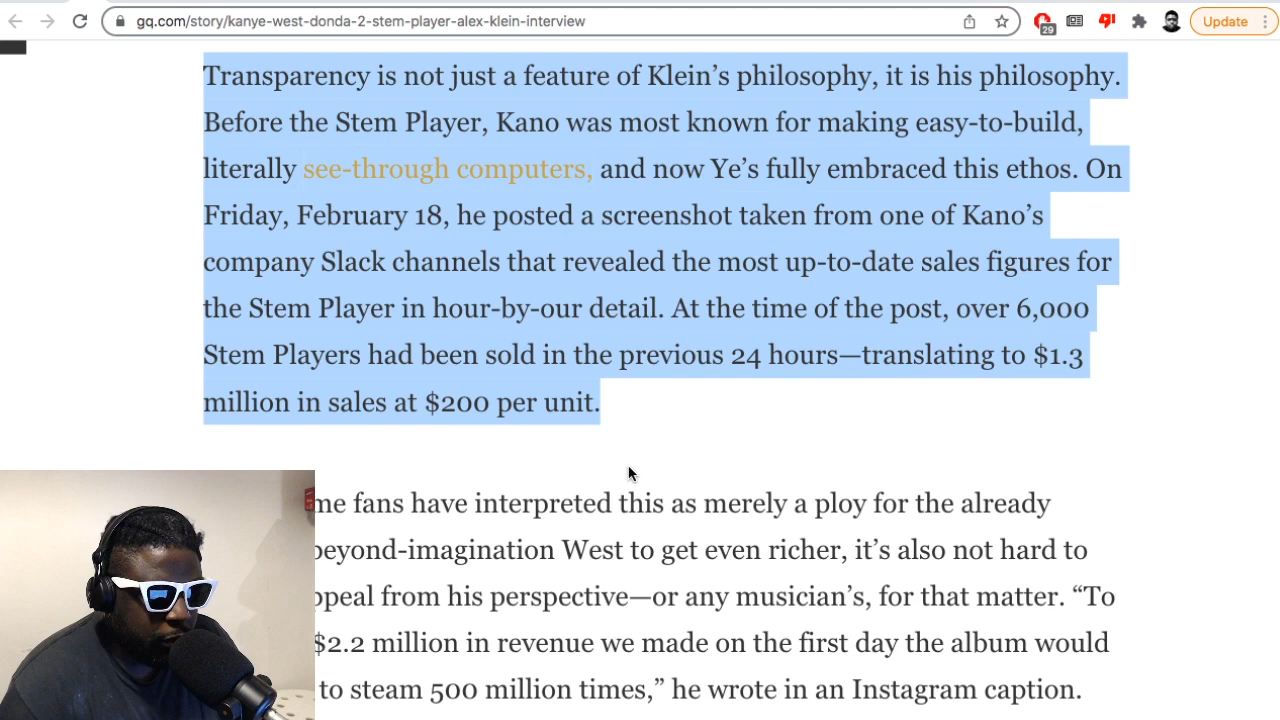 gq.com/story/kanye-west-donda-2-stem-player-alex-klein-interview
29
Update
Transparency is not just a feature of Klein’s philosophy, it is his philosophy.
Before the Stem Player, Kano was most known for making easy-to-build,
literally see-through computers, and now Ye’s fully embraced this ethos. On
Friday, February 18, he posted a screenshot taken from one of Kano’s
company Slack channels that revealed the most up-to-date sales figures for
the Stem Player in hour-by-our detail. At the time of the post, over 6,000
Stem Players had been sold in the previous 24 hours—translating to $1.3
million in sales at $200 per unit.
me fans have interpreted this as merely a ploy for the already
beyond-imagination West to get even richer, it’s also not hard to
ppeal from his perspective—or any musician’s, for that matter. “To
$2.2 million in revenue we made on the first day the album would
to steam 500 million times,” he wrote in an Instagram caption.